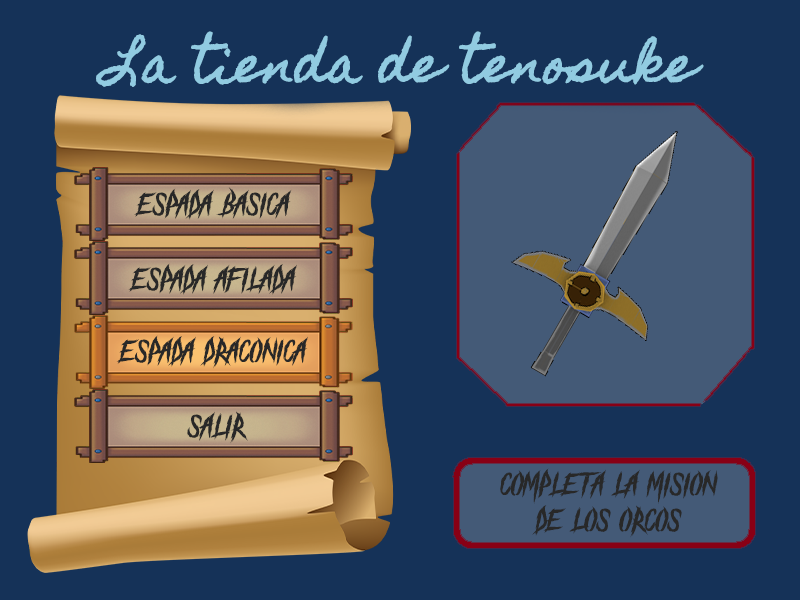 La tienda de tenosuke
ESPADA BASICA
ESPADA AFILADA
ESPADA DRACONICA
SALIR
COMPLETA LA MISION
DE LOS ORCOS